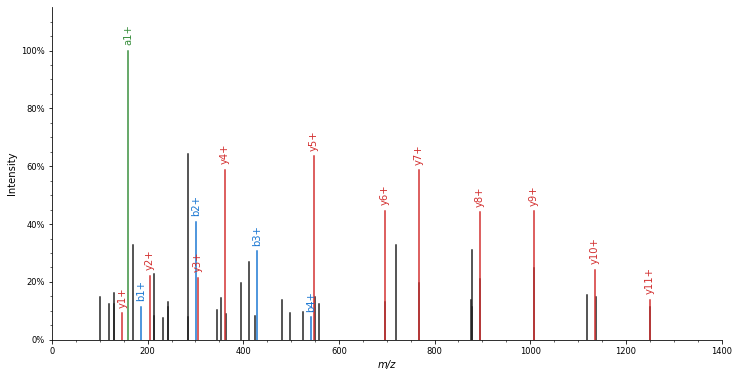 a1+
100%
80%
60%
40%
20%
0%
Intensity
y1+
b1+
y2+
b2+
y3+
y4+
b3+
b4+
y5+
y6+
y7+
y8+
y9+
y10+
y11+
0 200 400 600 800 1000 1200 1400
m/z